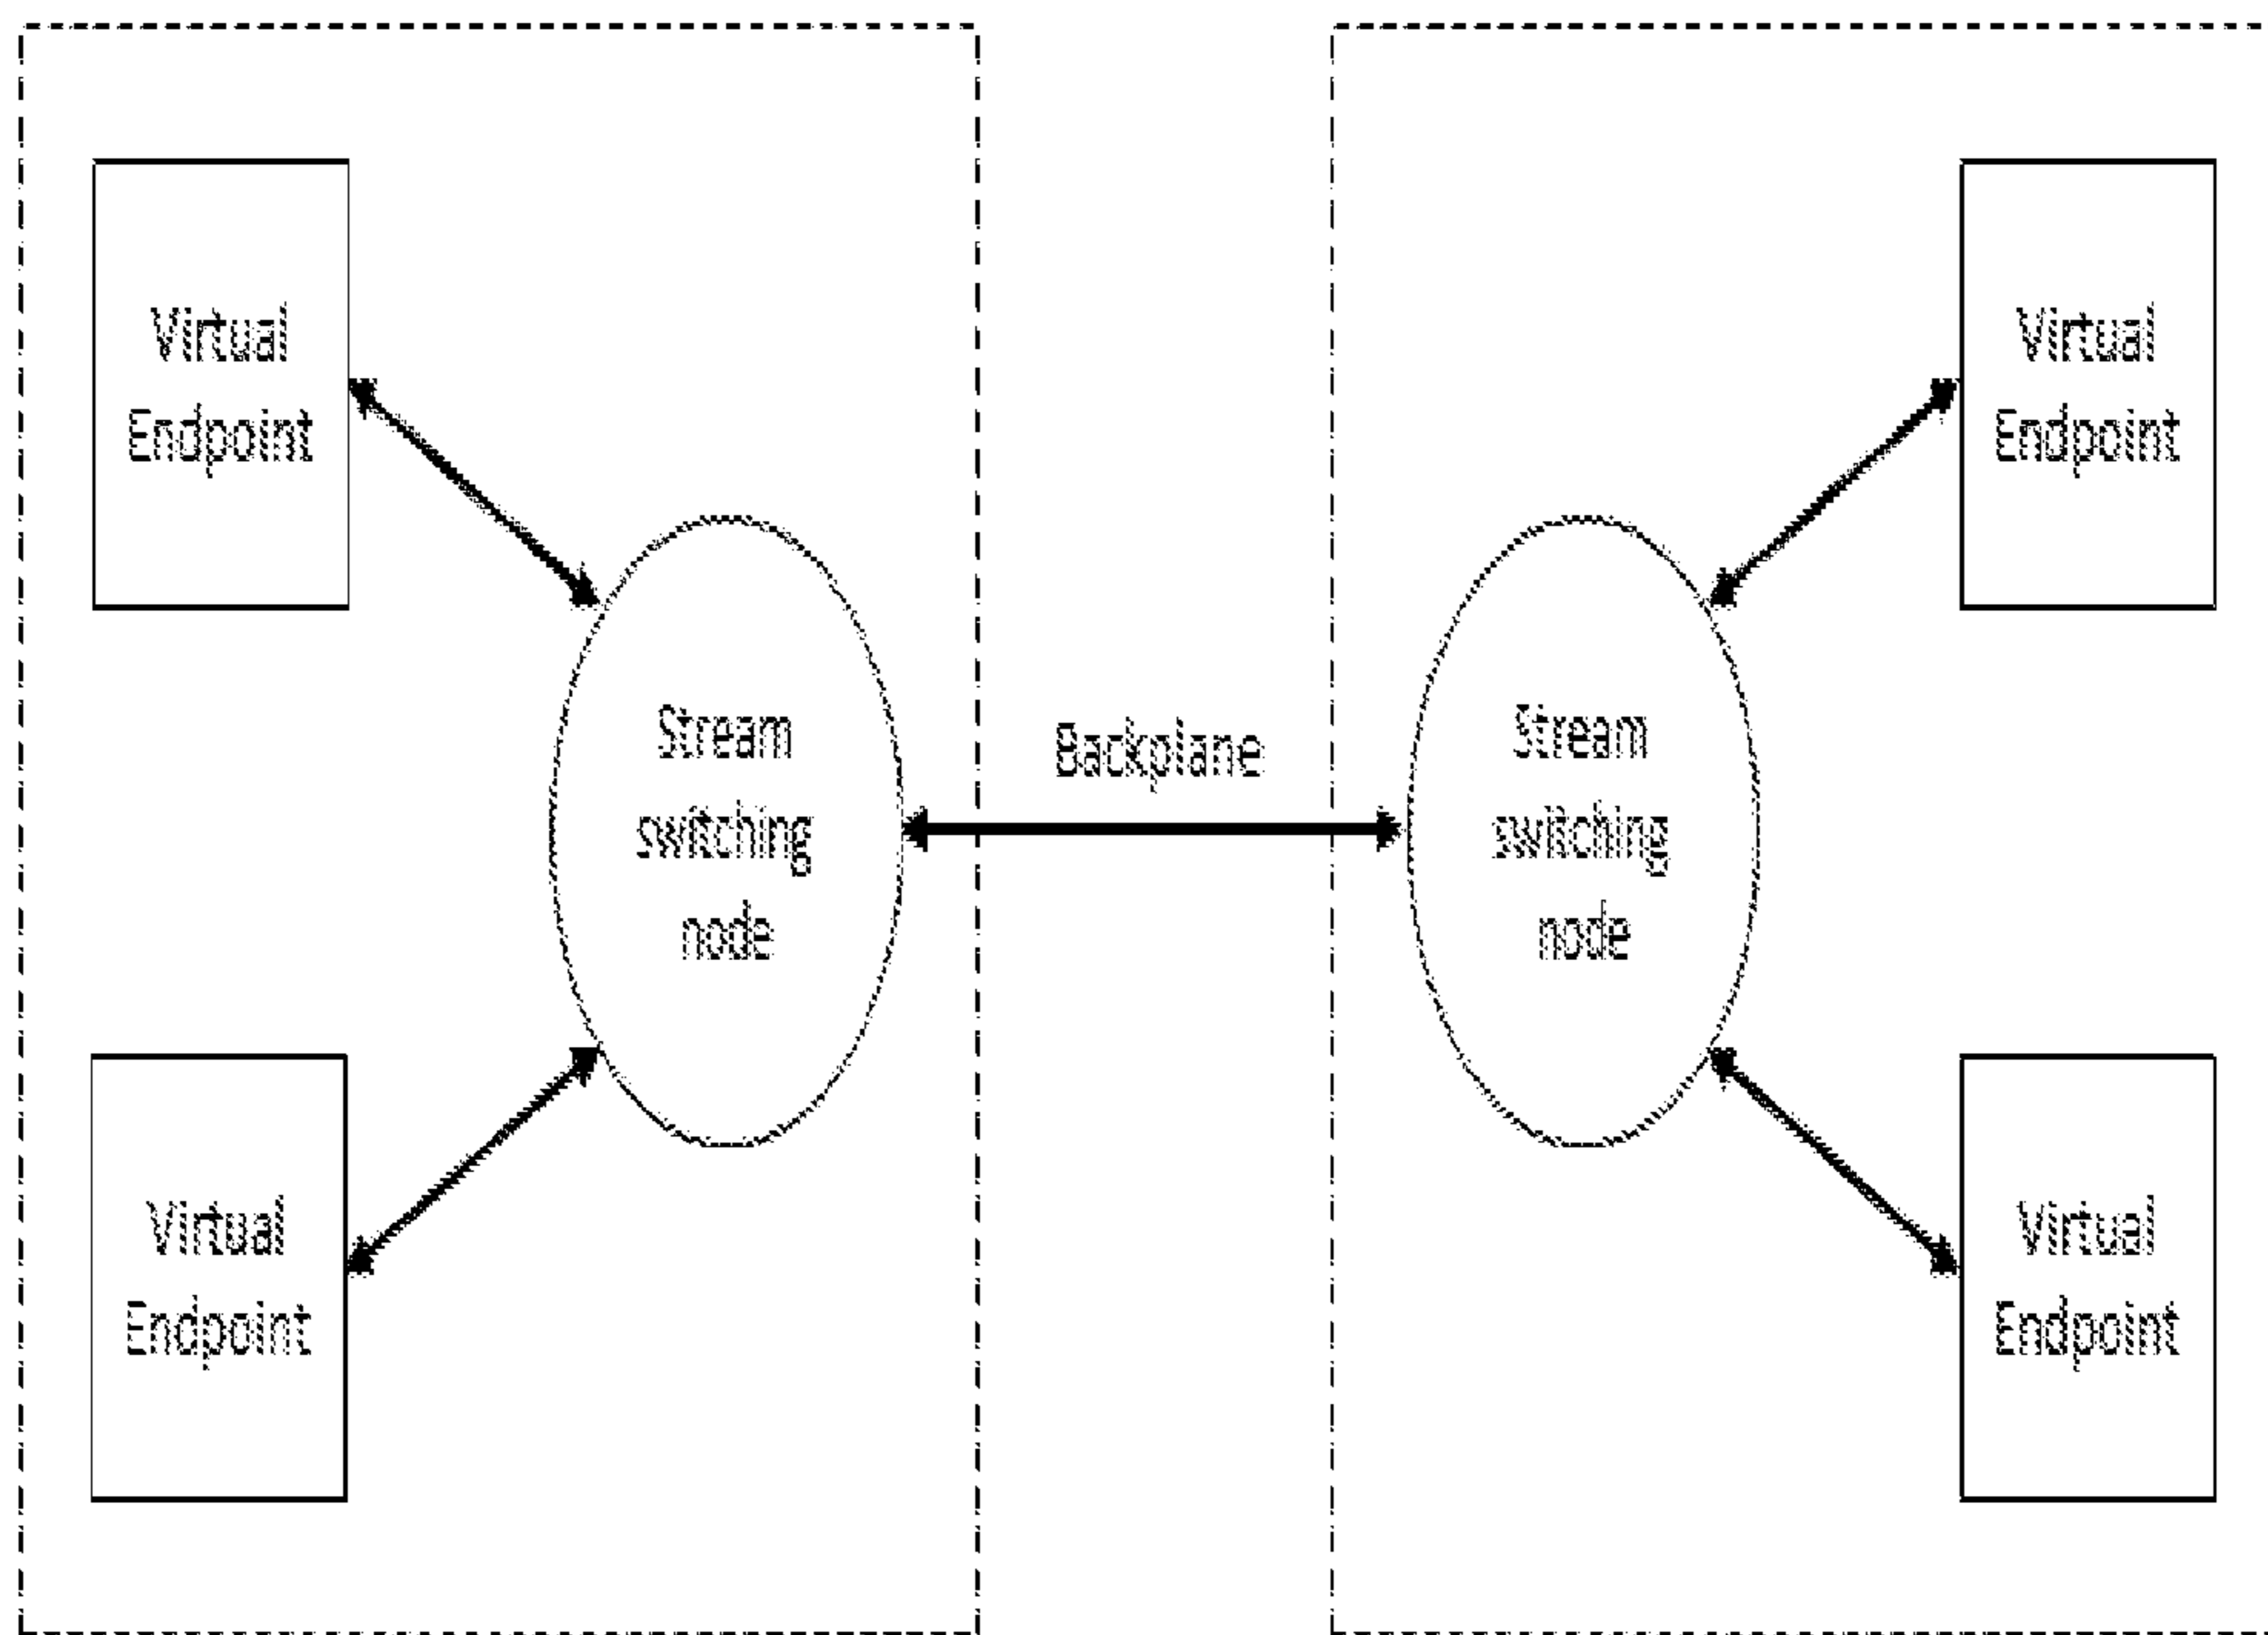 Virtual
Endpoint
Virtual
Endpoint
Stream
switching
node
Backplane
Stream
switching
node
Virtual
Endpoint
Virtual
Endpoint